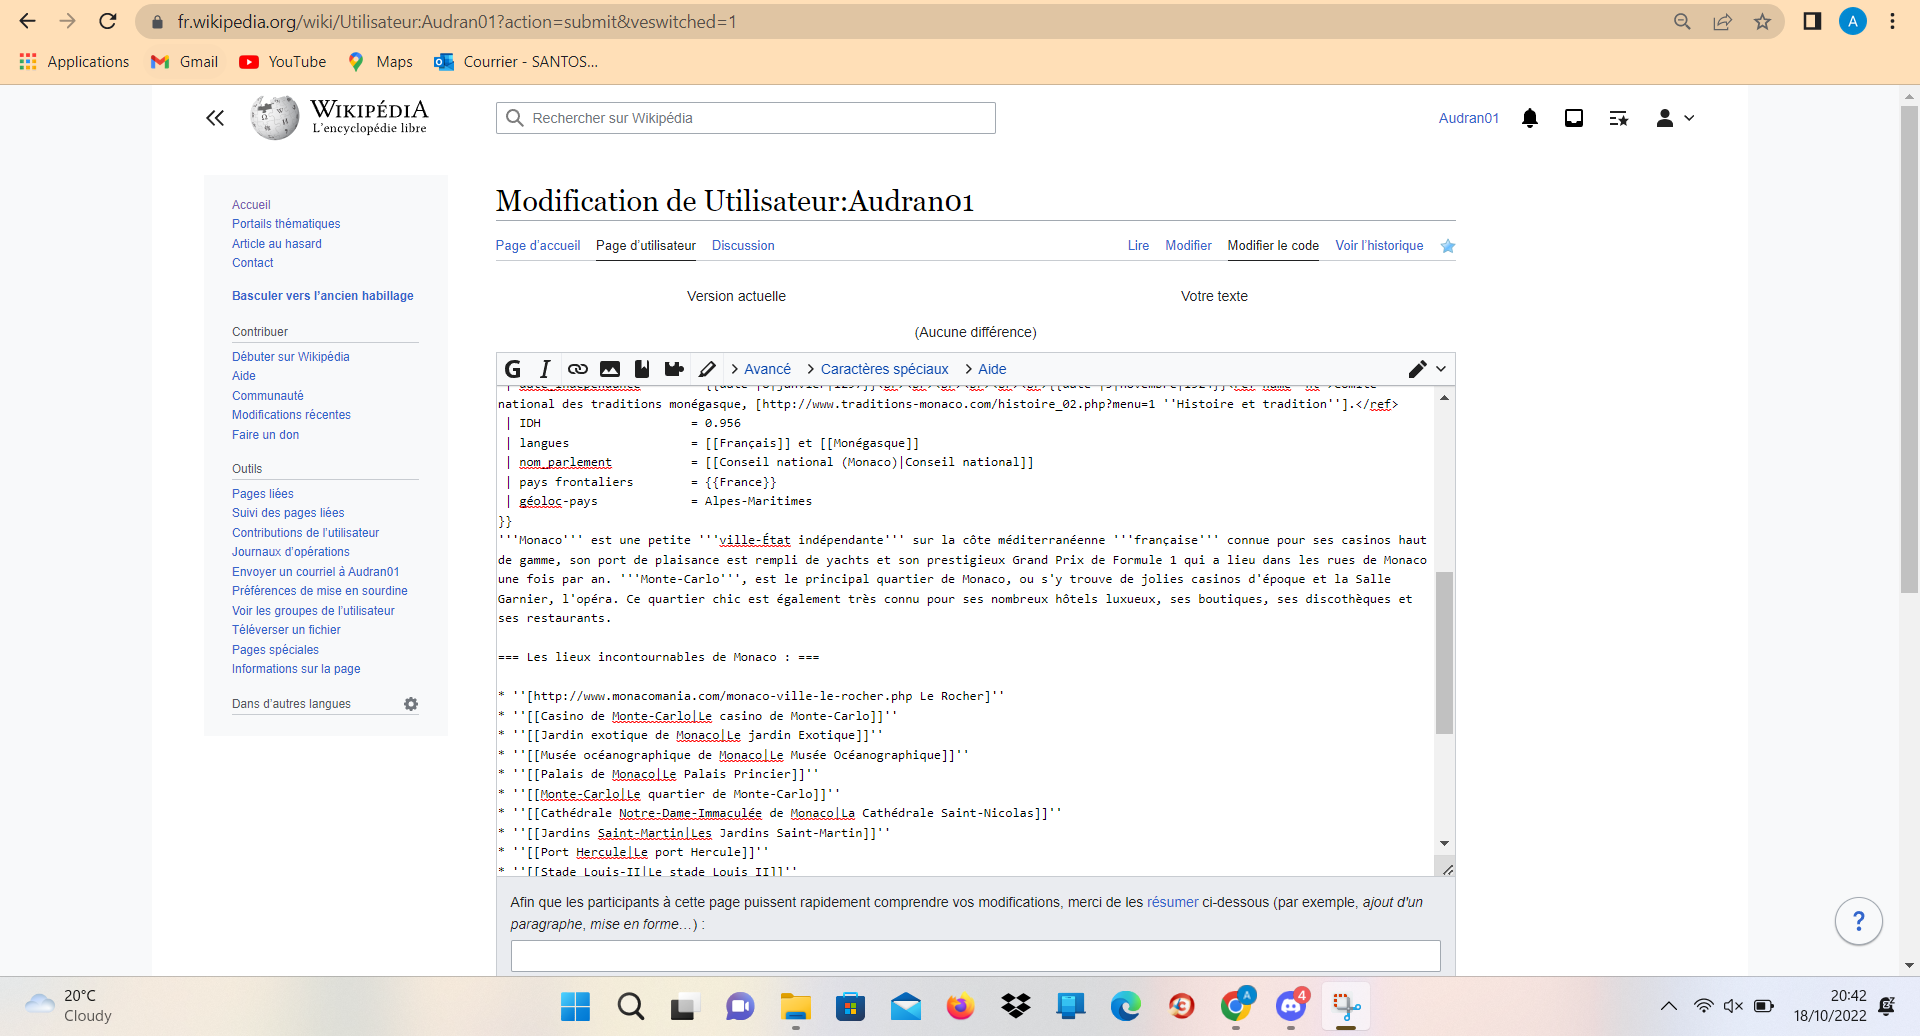 fr.wikipedia.org/wiki/Utilisateur:Audran01?action=submit&veswitched=1
A
Applications Gmail YouTube Maps Courrier - SANTOS...
WIKIPÉDIA
L'encyclopédie libre
Rechercher sur Wikipédia
Audran01
Accueil
Portails thématiques
Article au hasard
Contact
Basculer vers l'ancien habillage
Contribuer
Débuter sur Wikipédia
Aide
Communauté
Modifications récentes
Faire un don
Outils
Pages liées
Suivi des pages liées
Contributions de l'utilisateur
Journaux d'opérations
Envoyer un courriel à Audran01
Préférences de mise en sourdine
Voir les groupes de l'utilisateur
Téléverser un fichier
Pages spéciales
Informations sur la page
Dans d'autres langues
Modification de Utilisateur:Audran01
Page d'accueil Page d'utilisateur Discussion Lire Modifier Modifier le code Voir l'historique
Version actuelle Votre texte
(Aucune différence)
G I Avancé Caractères spéciaux Aide
national des traditions monégasque, [http://www.traditions-monaco.com/histoire_02.php?menu=1 ''Histoire et tradition''].</ref>
| IDH = 0.956
| langues = [[Français]] et [[Monégasque]]
| nom_parlement = [[Conseil national (Monaco)|Conseil national]]
| pays frontaliers = {{France}}
| géoloc-pays = Alpes-Maritimes
}}
'''Monaco''' est une petite '''ville-État indépendante''' sur la côte méditerranéenne '''française''' connue pour ses casinos haut
de gamme, son port de plaisance est rempli de yachts et son prestigieux Grand Prix de Formule 1 qui a lieu dans les rues de Monaco
une fois par an. '''Monte-Carlo''', est le principal quartier de Monaco, ou s'y trouve de jolies casinos d'époque et la Salle
Garnier, l'opéra. Ce quartier chic est également très connu pour ses nombreux hôtels luxueux, ses boutiques, ses discothèques et
ses restaurants.
=== Les lieux incontournables de Monaco : ===
* ''[http://www.monacomania.com/monaco-ville-le-rocher.php Le Rocher]''
* ''[[Casino de Monte-Carlo|Le casino de Monte-Carlo]]''
* ''[[Jardin exotique de Monaco|Le jardin Exotique]]''
* ''[[Musée océanographique de Monaco|Le Musée Océanographique]]''
* ''[[Palais de Monaco|Le Palais Princier]]''
* ''[[Monte-Carlo|Le quartier de Monte-Carlo]]''
* ''[[Cathédrale Notre-Dame-Immaculée de Monaco|La Cathédrale Saint-Nicolas]]''
* ''[[Jardins Saint-Martin|Les Jardins Saint-Martin]]''
* ''[[Port Hercule|Le port Hercule]]''
* ''[[Stade Louis-II|Le stade Louis II]]''
Afin que les participants à cette page puissent rapidement comprendre vos modifications, merci de les résumer ci-dessous (par exemple, ajout d'un
paragraphe, mise en forme…) :
?
20°C
Cloudy
A
4
20:42
18/10/2022